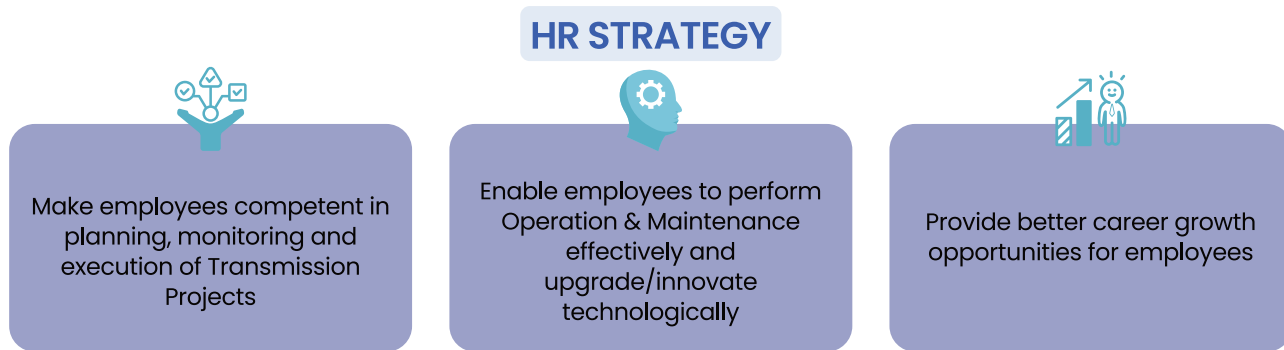 HR STRATEGY
Make employees competent in
planning, monitoring and
execution of Transmission
Projects
Enable employees to perform
Operation & Maintenance
effectively and
upgrade/innovate
technologically
Provide better career growth
opportunities for employees